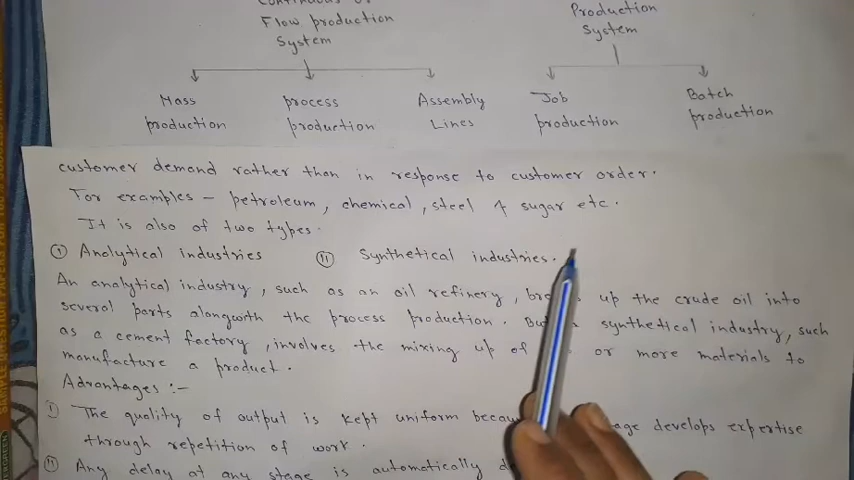 Flow production
System
Production
System
Mass
production
process
production
Assembly
Lines
Job
production
Batch
production
customer demand rather than in response to customer order.
For examples - petroleum, chemical, steel & sugar etc.
It is also of two types.
(i) Analytical industries (ii) Synthetical industries.
An analytical industry, such as an oil refinery, up the crude oil into
several parts alongwith the process production. synthetical industry, such
as a cement factory, involves the mixing up of or more materials to
manufacture a product.
Advantages :-
(i) The quality of output is kept uniform develops expertise
through repetition of work.
(ii) Any delay at any stage is automatically